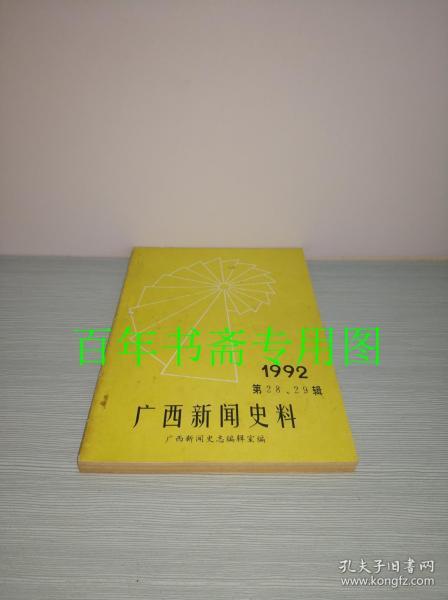 百年书斋专用图
1992
第28、29辑
广西新闻史料
广西新闻史志编辑室编
孔夫子旧书网
www.kongfz.com